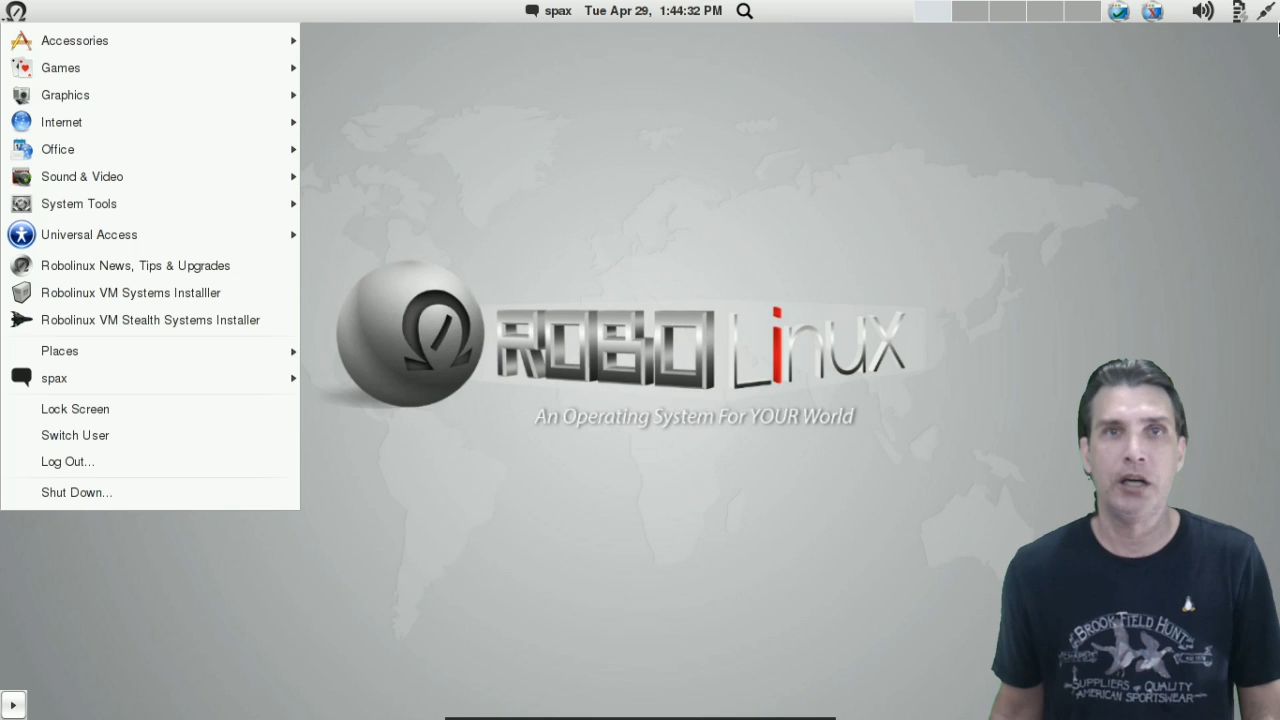 spax Tue Apr 29, 1:44:32 PM
Accessories
Games
Graphics
Internet
Office
Sound & Video
System Tools
Universal Access
Robolinux News, Tips & Upgrades
Robolinux VM Systems Installler
Robolinux VM Stealth Systems Installer
Places
spax
Lock Screen
Switch User
Log Out...
Shut Down...
ROBOLinux
An Operating System For YOUR World
BROOKFIELD HUNT
SUPPLIERS OF QUALITY
AMERICAN SPORTSWEAR